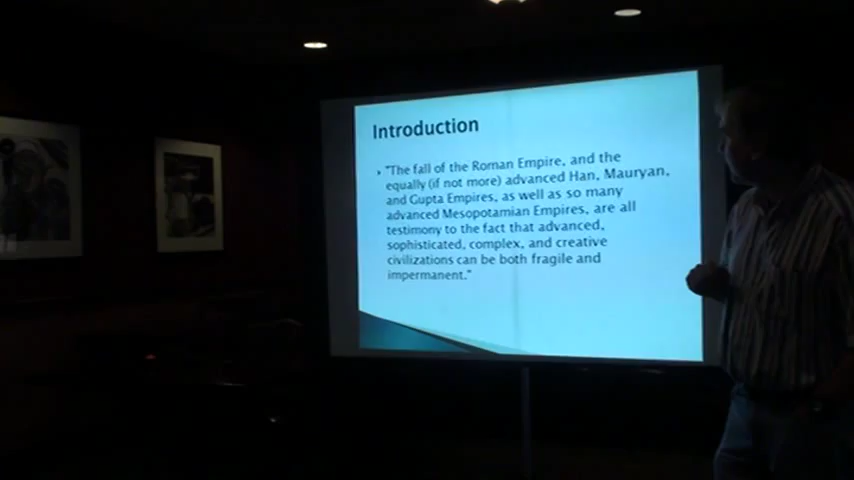 Introduction
"The fall of the Roman Empire, and the
equally (if not more) advanced Han, Mauryan,
and Gupta Empires, as well as so many
advanced Mesopotamian Empires, are all
testimony to the fact that advanced,
sophisticated, complex, and creative
civilizations can be both fragile and
impermanent."